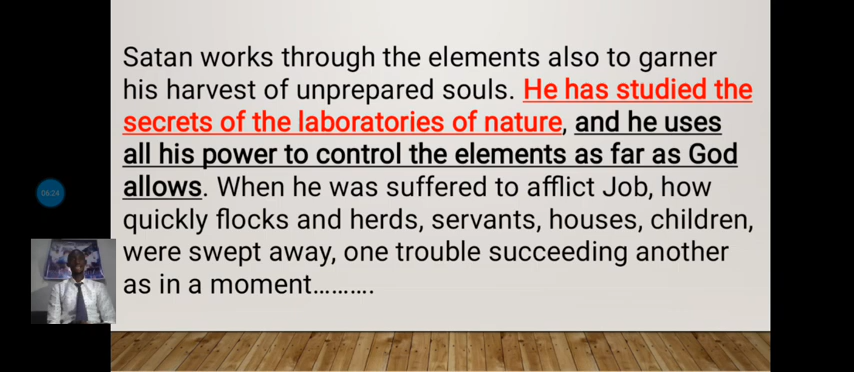 Satan works through the elements also to garner
his harvest of unprepared souls. He has studied the
secrets of the laboratories of nature, and he uses
all his power to control the elements as far as God
allows. When he was suffered to afflict Job, how
quickly flocks and herds, servants, houses, children,
were swept away, one trouble succeeding another
as in a moment..........
06:24